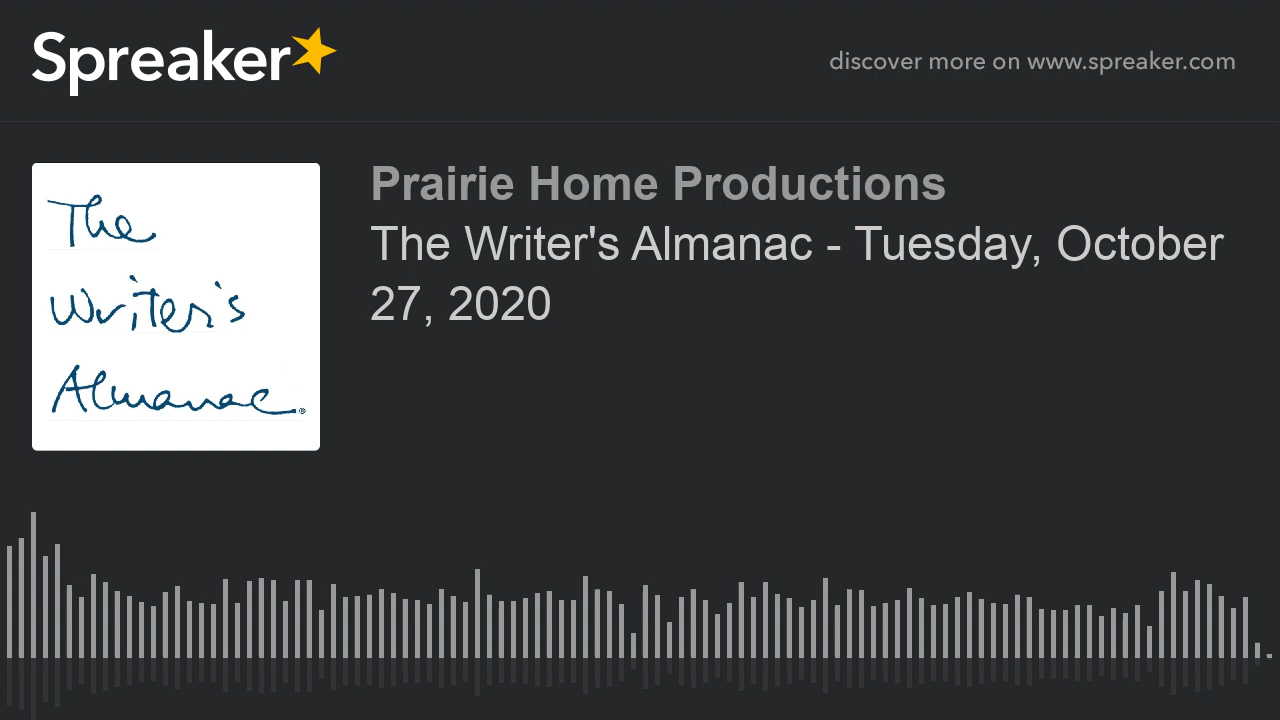 Spreaker
discover more on www.spreaker.com
The
Writer's
Almanac®
Prairie Home Productions
The Writer's Almanac - Tuesday, October
27, 2020